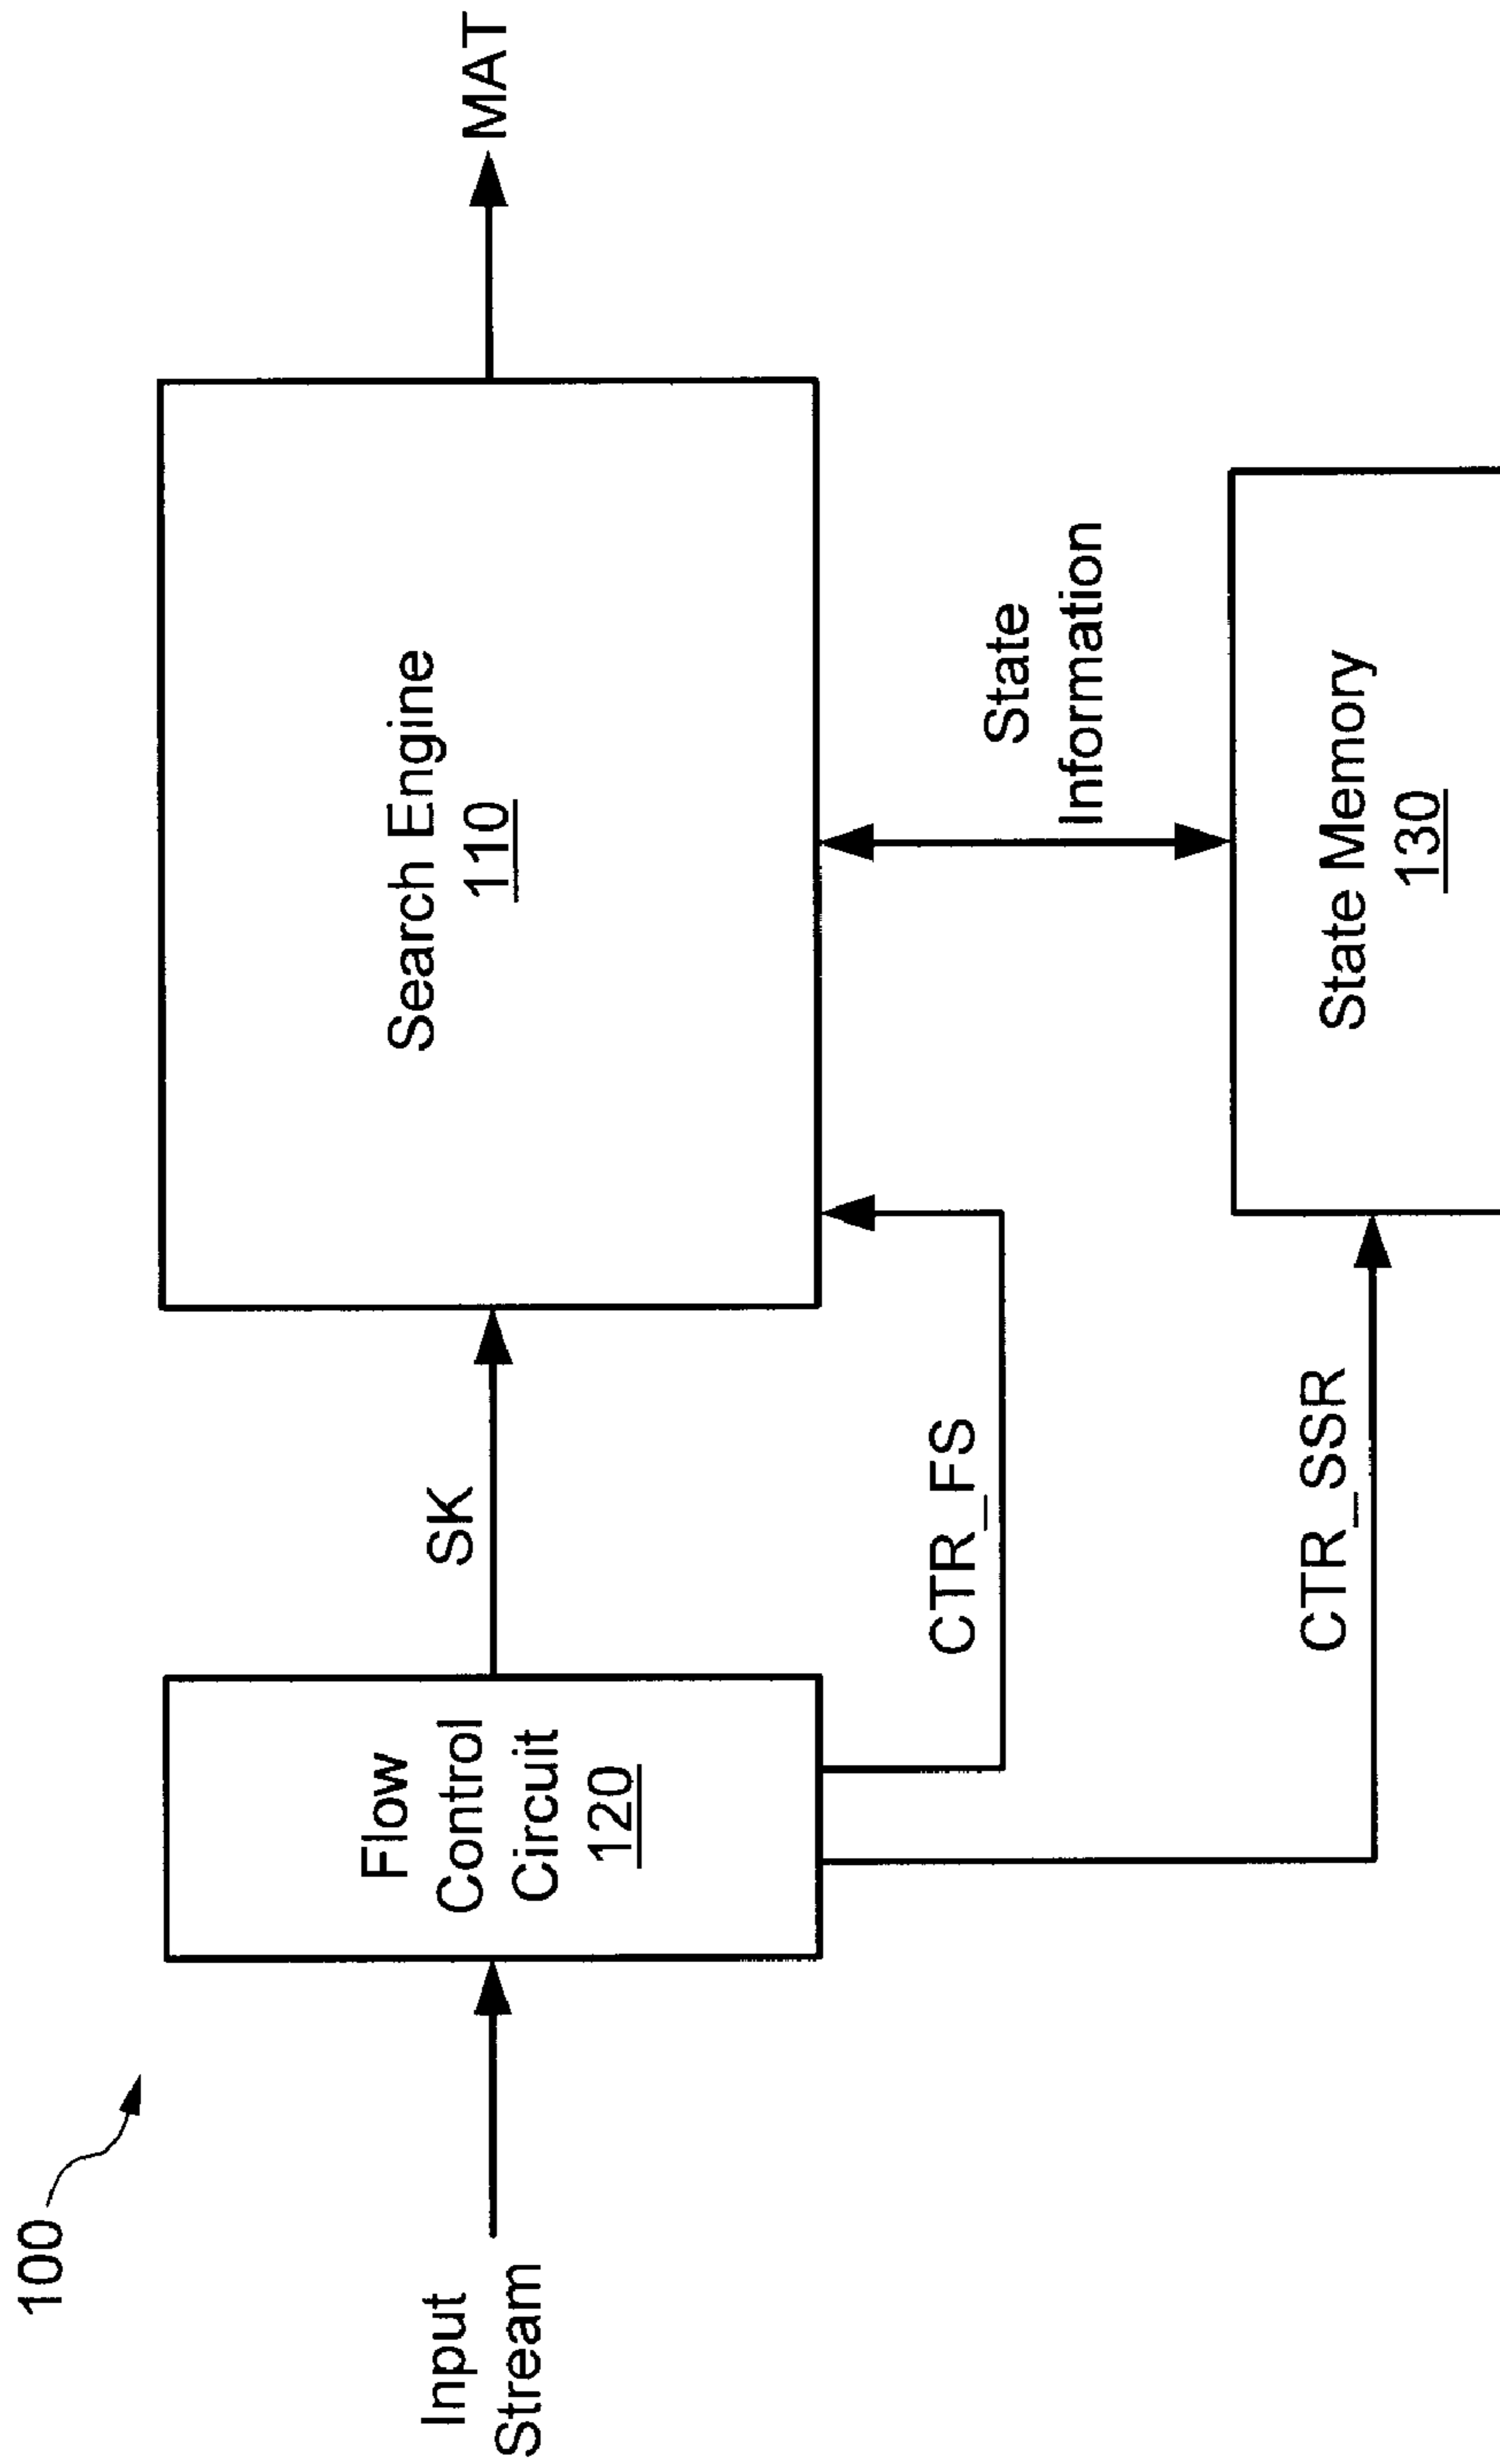 100
Input
Stream
Flow
Control
Circuit
120
SK
CTR_FS
CTR_SSR
Search Engine
110
State
Information
State Memory
130
MAT